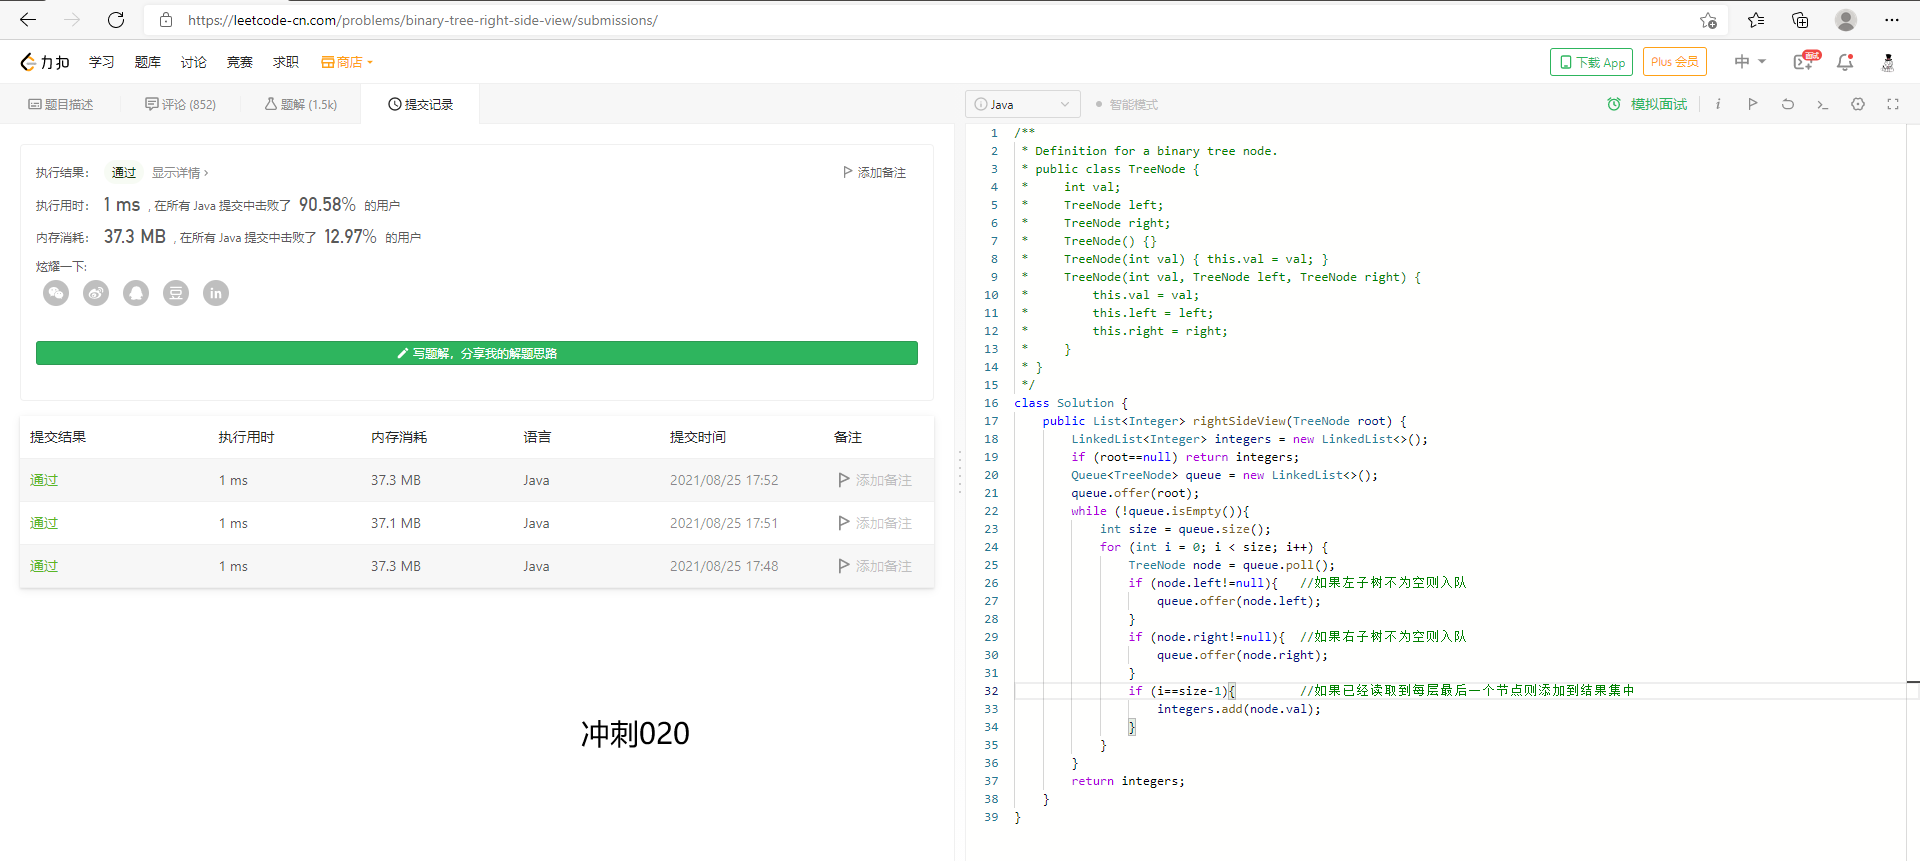 https://leetcode-cn.com/problems/binary-tree-right-side-view/submissions/
力扣 学习 题库 讨论 竞赛 求职 商店 下载 App Plus 会员 中 面试
题目描述 评论 (852) 题解 (1.5k) 提交记录
Java 智能模式 模拟面试
执行结果： 通过 显示详情 › 添加备注
执行用时： 1 ms , 在所有 Java 提交中击败了 90.58% 的用户
内存消耗： 37.3 MB , 在所有 Java 提交中击败了 12.97% 的用户
炫耀一下:
豆 in
写题解，分享我的解题思路
提交结果 执行用时 内存消耗 语言 提交时间 备注
通过 1 ms 37.3 MB Java 2021/08/25 17:52 添加备注
通过 1 ms 37.1 MB Java 2021/08/25 17:51 添加备注
通过 1 ms 37.3 MB Java 2021/08/25 17:48 添加备注
冲刺020
1 /**
2 * Definition for a binary tree node.
3 * public class TreeNode {
4 * int val;
5 * TreeNode left;
6 * TreeNode right;
7 * TreeNode() {}
8 * TreeNode(int val) { this.val = val; }
9 * TreeNode(int val, TreeNode left, TreeNode right) {
10 * this.val = val;
11 * this.left = left;
12 * this.right = right;
13 * }
14 * }
15 */
16 class Solution {
17 public List<Integer> rightSideView(TreeNode root) {
18 LinkedList<Integer> integers = new LinkedList<>();
19 if (root==null) return integers;
20 Queue<TreeNode> queue = new LinkedList<>();
21 queue.offer(root);
22 while (!queue.isEmpty()){
23 int size = queue.size();
24 for (int i = 0; i < size; i++) {
25 TreeNode node = queue.poll();
26 if (node.left!=null){ //如果左子树不为空则入队
27 queue.offer(node.left);
28 }
29 if (node.right!=null){ //如果右子树不为空则入队
30 queue.offer(node.right);
31 }
32 if (i==size-1){ //如果已经读取到每层最后一个节点则添加到结果集中
33 integers.add(node.val);
34 }
35 }
36 }
37 return integers;
38 }
39 }